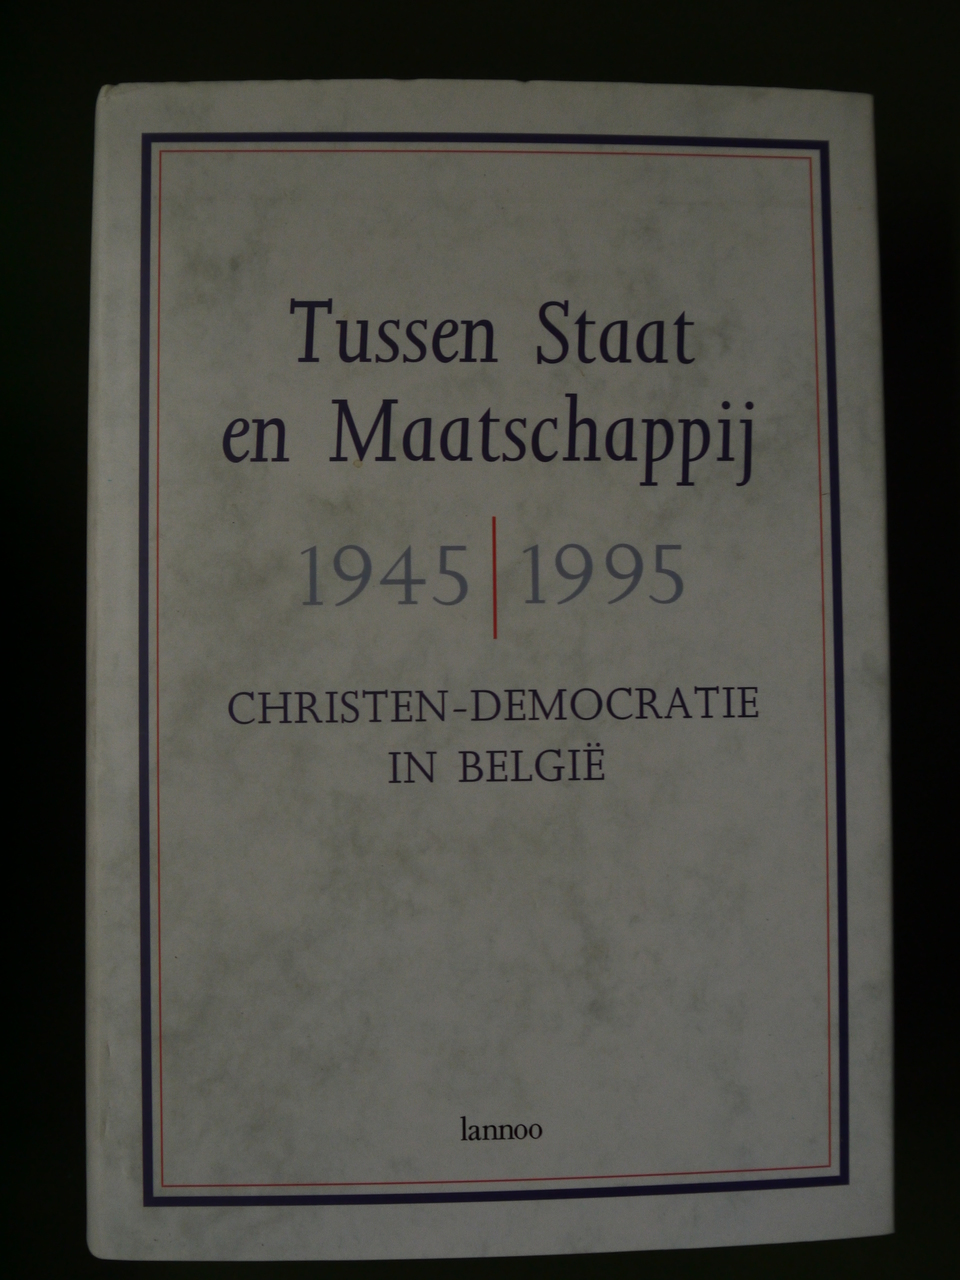 Tussen Staat
en Maatschappij
1945 | 1995
CHRISTEN-DEMOCRATIE
IN BELGIË
lannoo